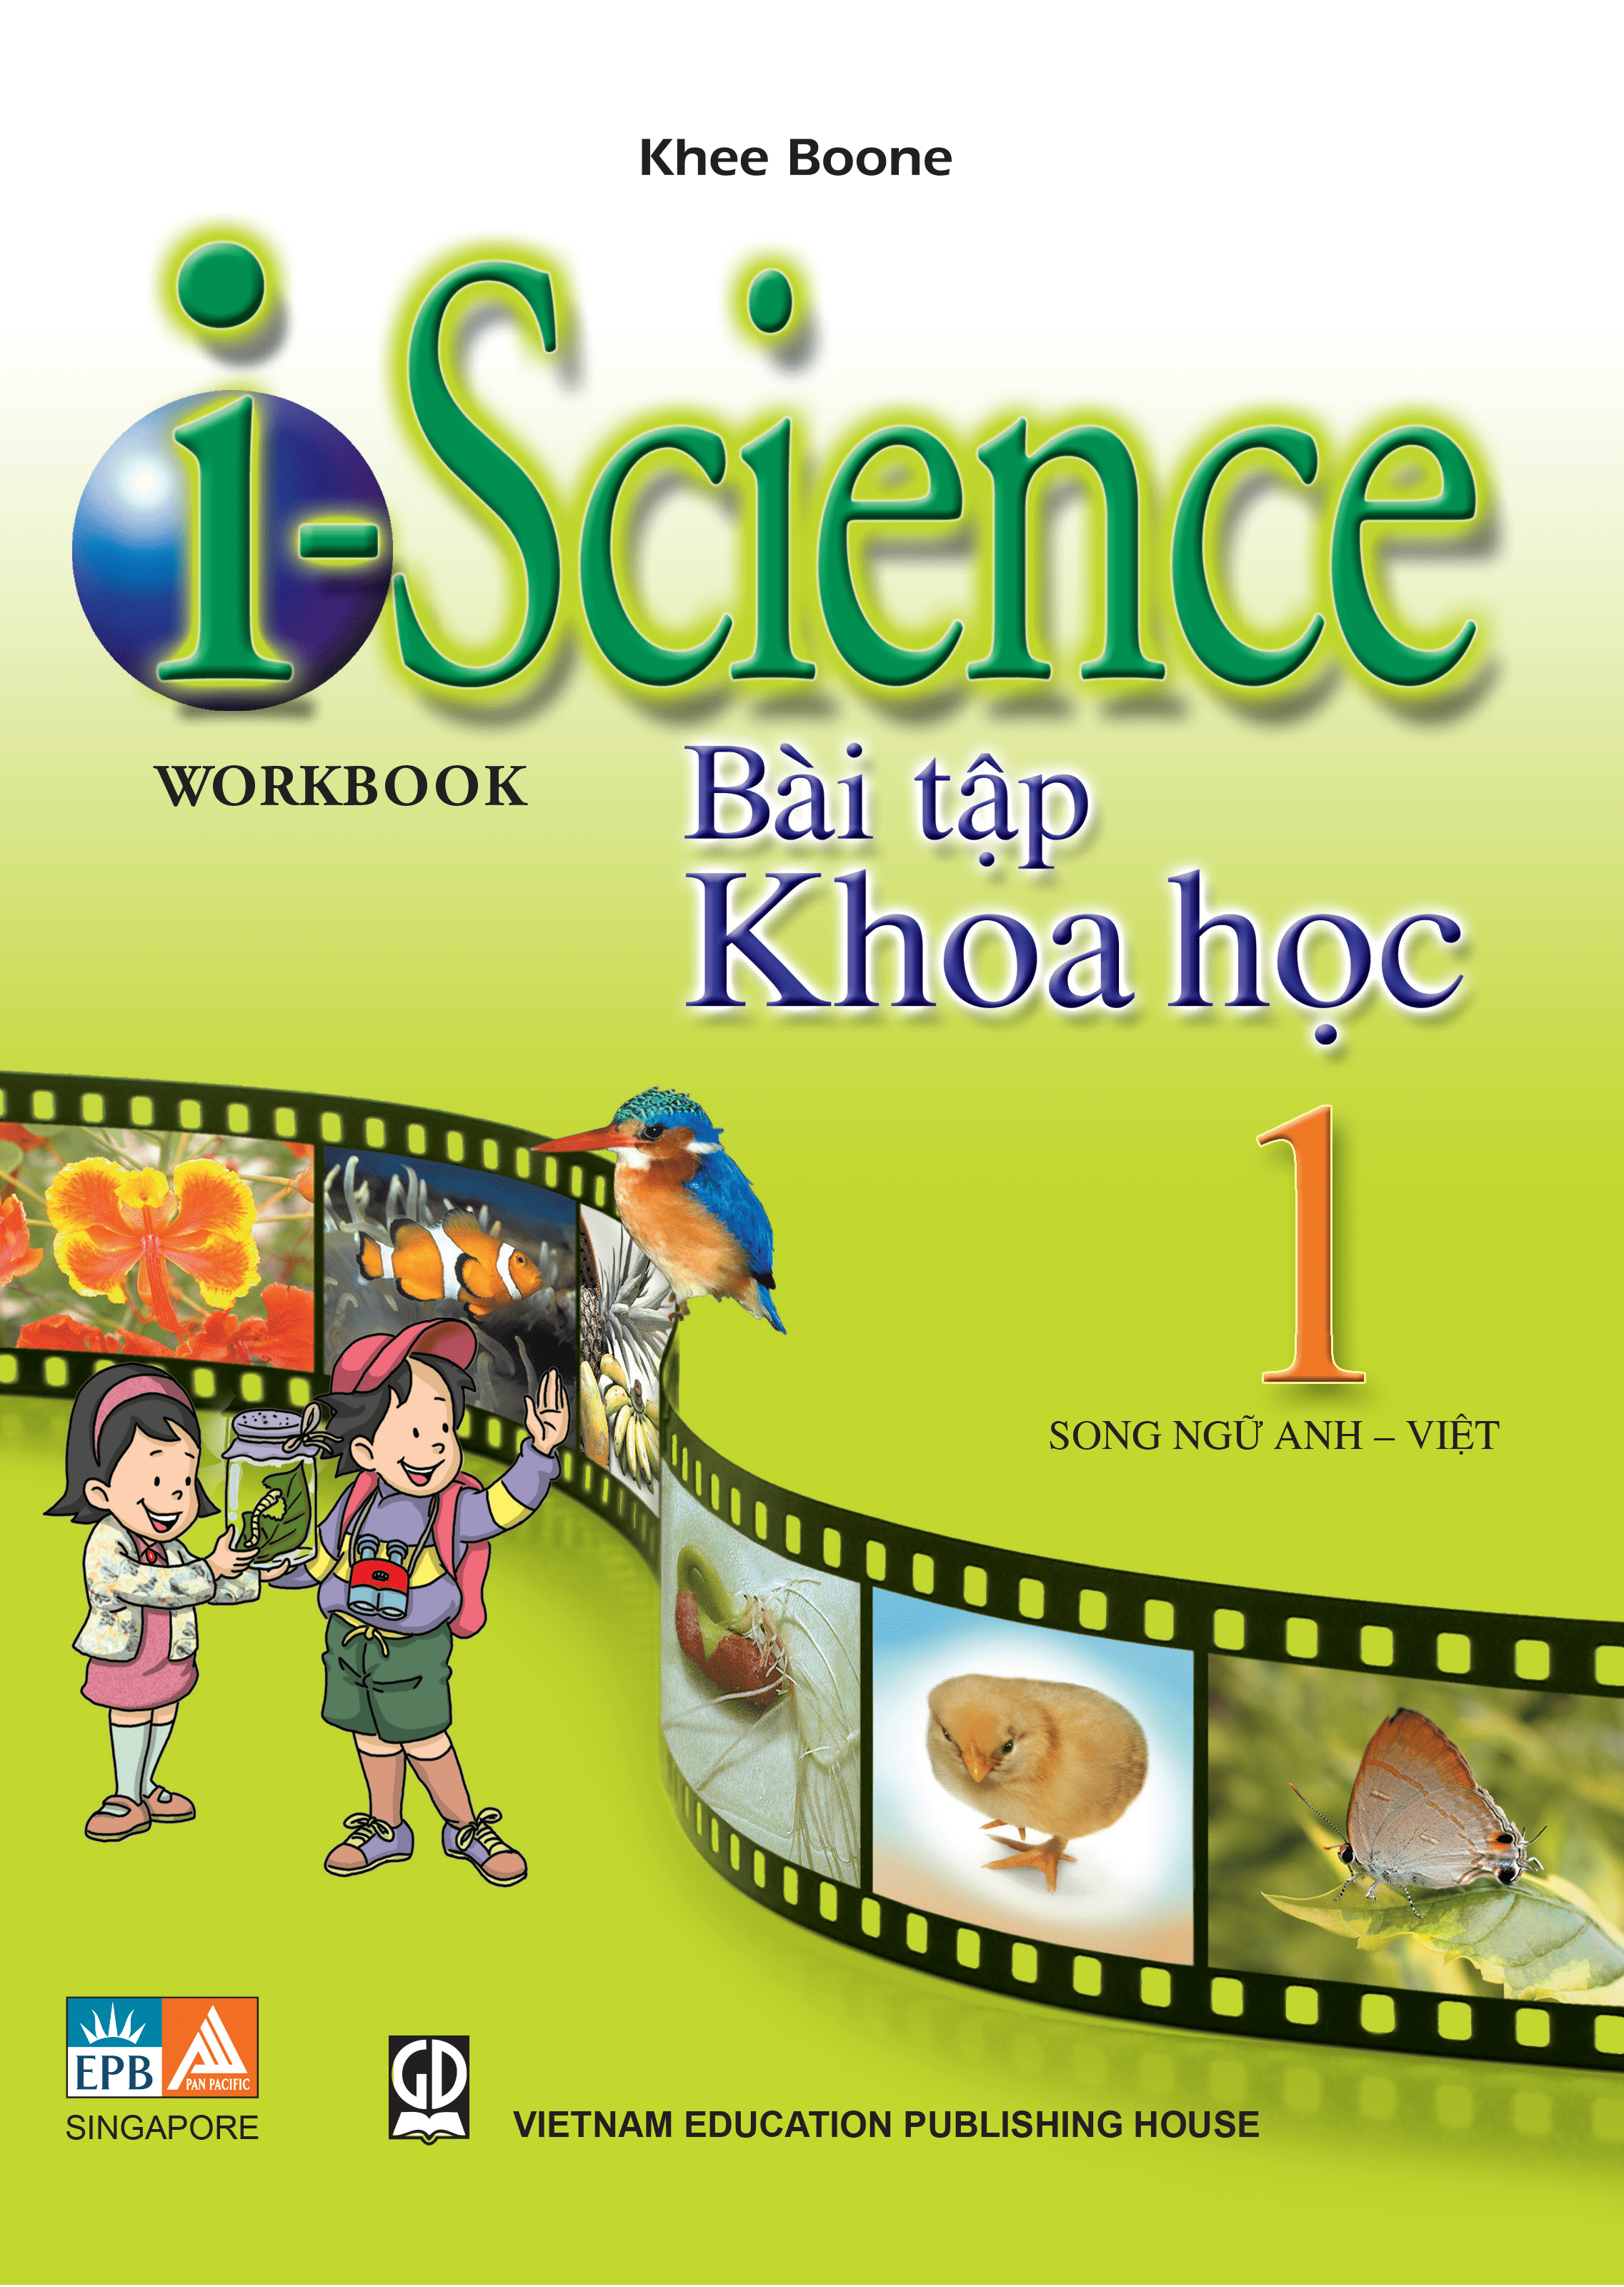 Khee Boone
i-Science
WORKBOOK
Bài tập
Khoa học
1
SONG NGỮ ANH – VIỆT
EPB
PAN PACIFIC
SINGAPORE
GD
VIETNAM EDUCATION PUBLISHING HOUSE